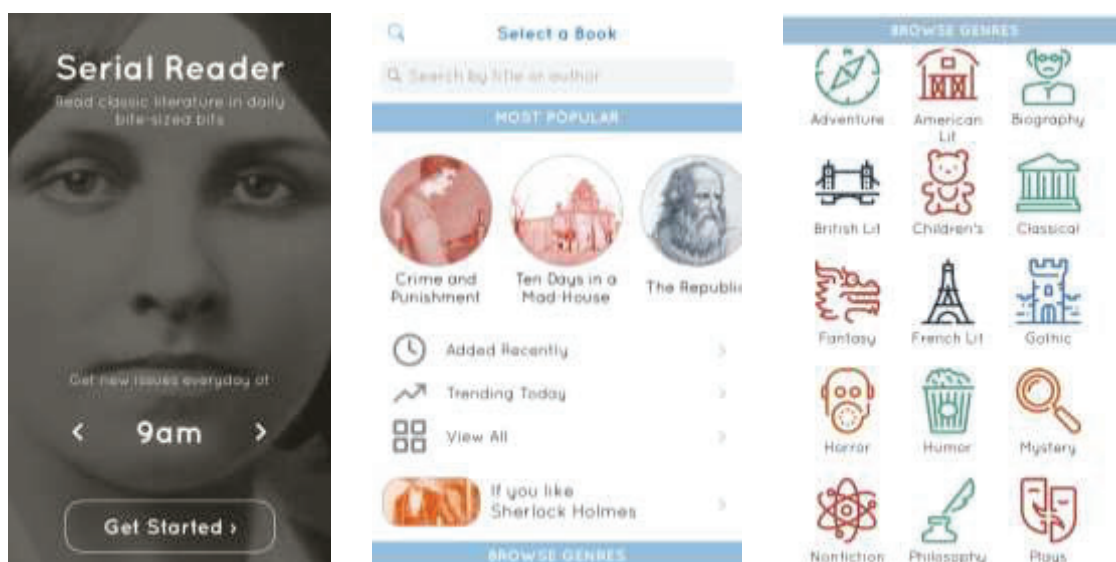 Serial Reader
Read classic literature in daily
bite-sized bits
Get new issues everyday at
9am
Get Started ›
Select a Book
Search by title or author
MOST POPULAR
Crime and
Punishment
Ten Days in a
Mad-House
The Republic
Added Recently
Trending Today
View All
If you like
Sherlock Holmes
BROWSE GENRES
BROWSE GENRES
Adventure
American
Lit
Biography
British Lit
Children's
Classical
Fantasy
French Lit
Gothic
Horror
Humor
Mystery
Nonfiction
Philosophy
Plays